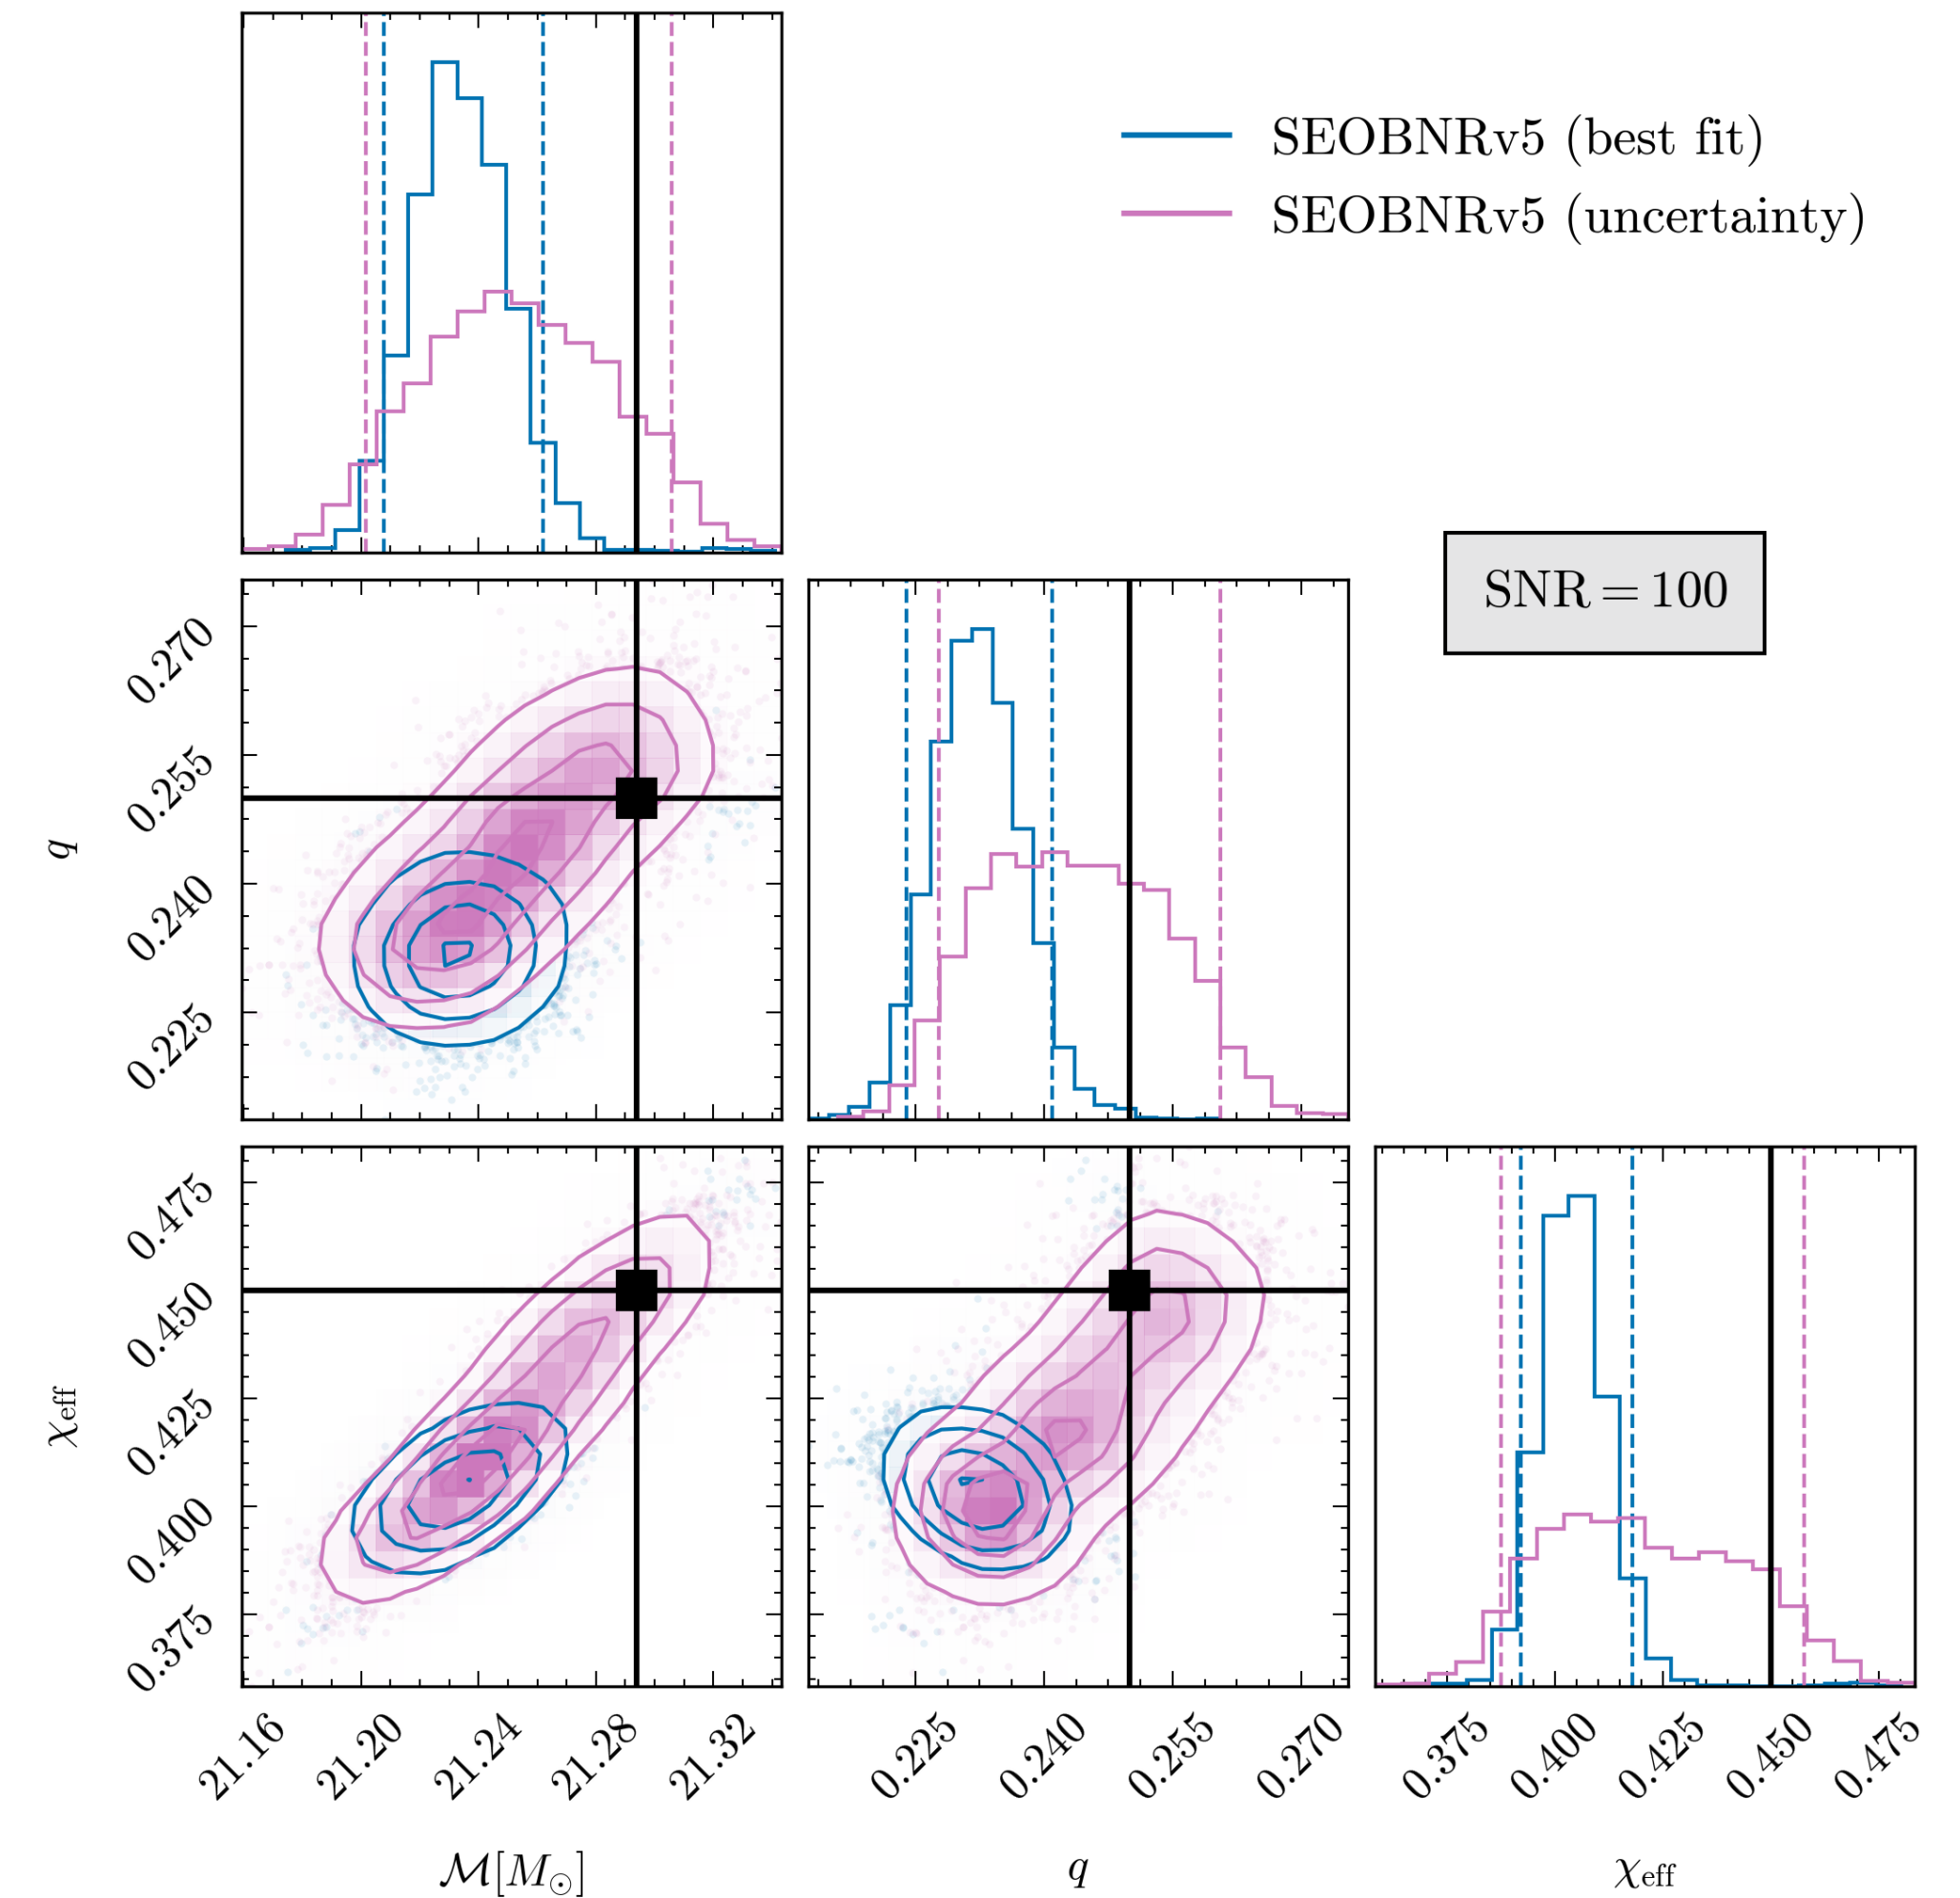 SEOBNRv5 (best fit)
SEOBNRv5 (uncertainty)
SNR = 100
0.270
0.255
0.240
0.225
q
0.475
0.450
0.425
0.400
0.375
χeff
21.16 21.20 21.24 21.28 21.32
0.225 0.240 0.255 0.270
0.375 0.400 0.425 0.450 0.475
ℳ[M⊙]
q
χeff